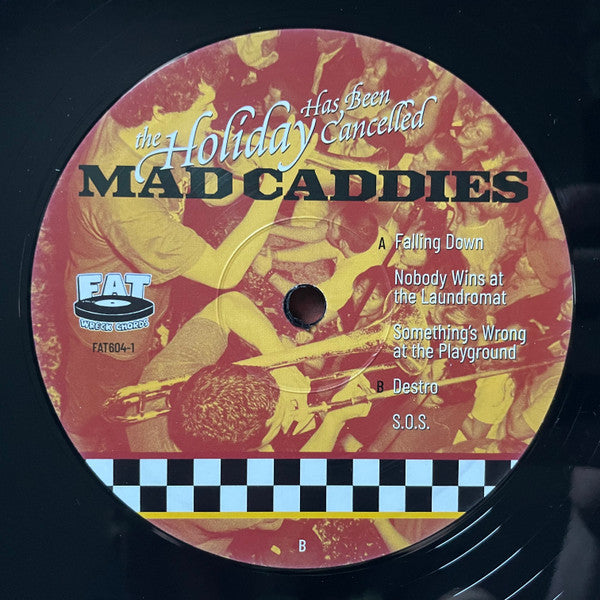 the Holiday Has Been
Cancelled
MAD CADDIES
A Falling Down
Nobody Wins at
the Laundromat
Something's Wrong
at the Playground
B Destro
S.O.S.
FAT
WRECK CHORDS
FAT604-1
B